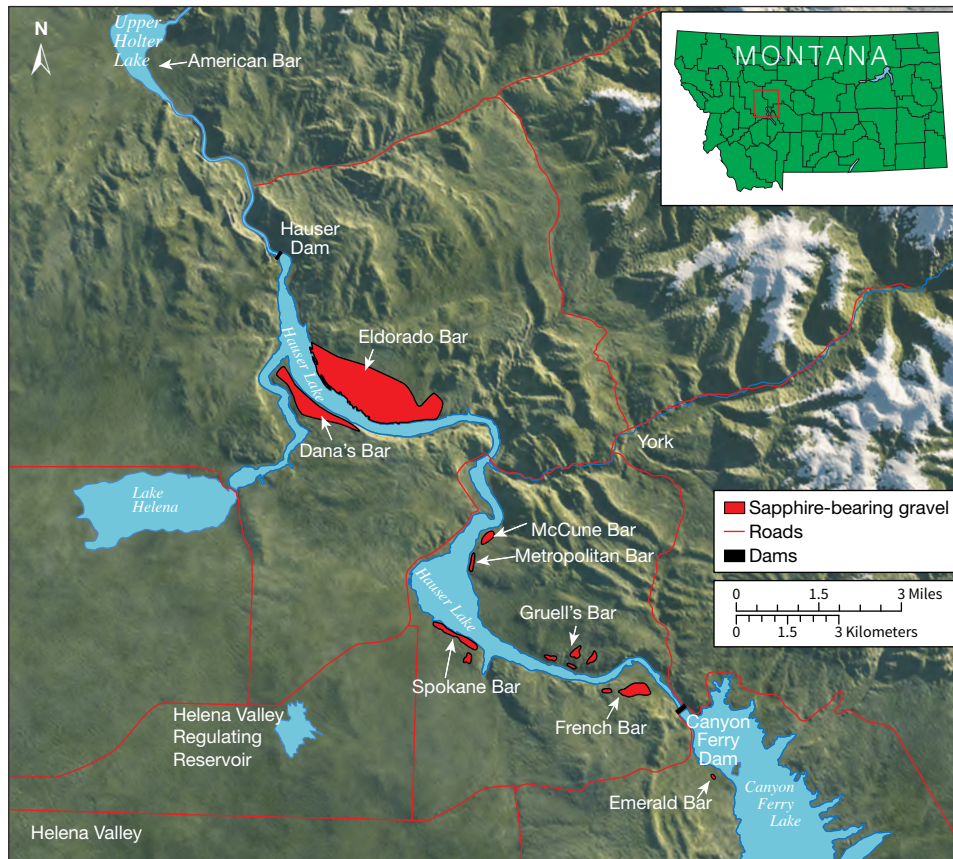 N
Upper
Holter
Lake
American Bar
MONTANA
Hauser
Dam
Hauser Lake
Eldorado Bar
Dana's Bar
York
Lake
Helena
McCune Bar
Metropolitan Bar
Hauser Lake
Gruell's Bar
Spokane Bar
French Bar
Helena Valley
Regulating
Reservoir
Canyon
Ferry
Dam
Emerald Bar
Canyon
Ferry
Lake
Helena Valley
Sapphire-bearing gravel
Roads
Dams
0 1.5 3 Miles
0 1.5 3 Kilometers